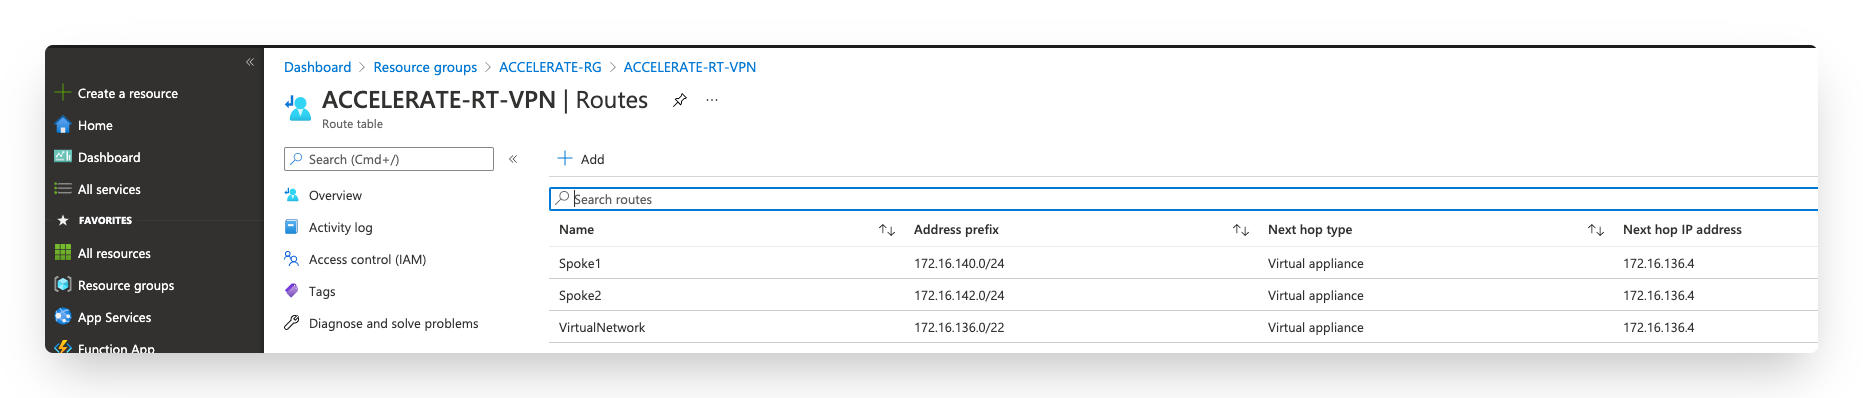 Dashboard > Resource groups > ACCELERATE-RG > ACCELERATE-RT-VPN
ACCELERATE-RT-VPN | Routes ...
Route table
«
Create a resource
Home
Dashboard
All services
FAVORITES
All resources
Resource groups
App Services
Function App
Search (Cmd+/) «
Overview
Activity log
Access control (IAM)
Tags
Diagnose and solve problems
Add
Search routes
Name Address prefix Next hop type Next hop IP address
Spoke1 172.16.140.0/24 Virtual appliance 172.16.136.4
Spoke2 172.16.142.0/24 Virtual appliance 172.16.136.4
VirtualNetwork 172.16.136.0/22 Virtual appliance 172.16.136.4